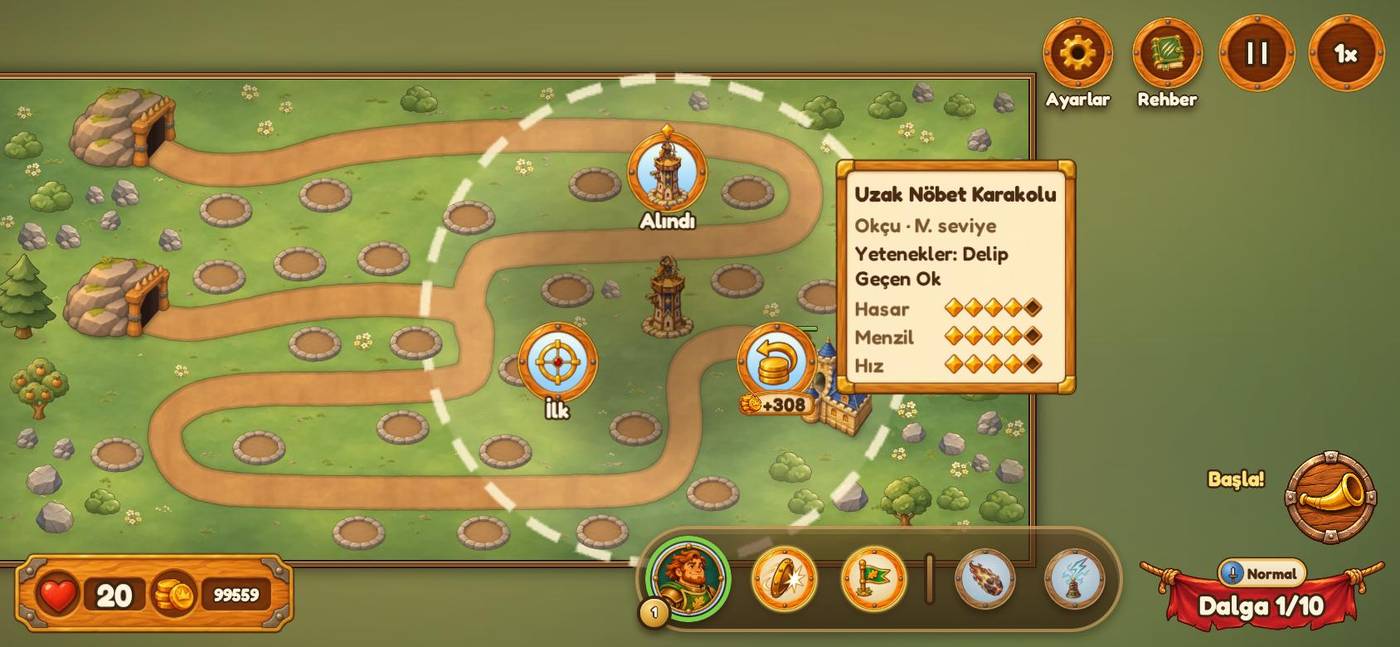 Ayarlar
Rehber
1x
Alındı
Uzak Nöbet Karakolu
Okçu · IV. seviye
Yetenekler: Delip
Geçen Ok
Hasar
Menzil
Hız
İlk
+308
Başla!
20
99559
1
Normal
Dalga 1/10